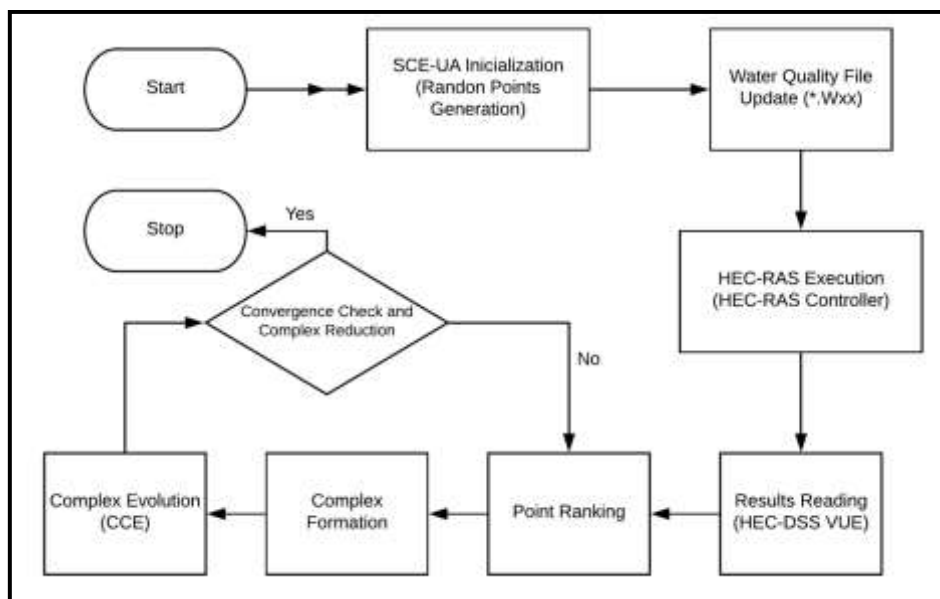 Start
SCE-UA Inicialization
(Randon Points
Generation)
Water Quality File
Update (*.Wxx)
HEC-RAS Execution
(HEC-RAS Controller)
Results Reading
(HEC-DSS VUE)
Point Ranking
Complex
Formation
Complex Evolution
(CCE)
Convergence Check and
Complex Reduction
Yes
No
Stop